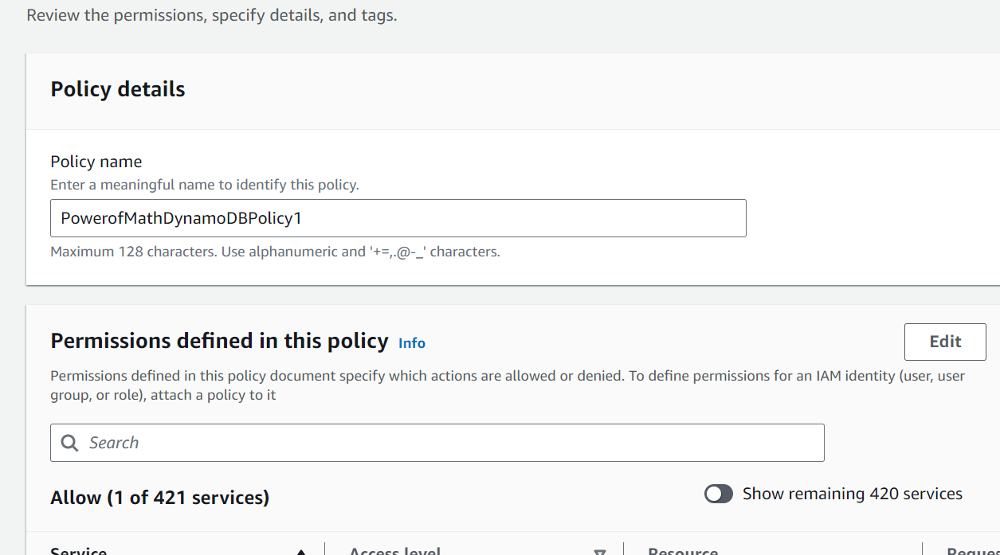 Review the permissions, specify details, and tags.
Policy details
Policy name
Enter a meaningful name to identify this policy.
PowerofMathDynamoDBPolicy1
Maximum 128 characters. Use alphanumeric and '+=,.@-_' characters.
Permissions defined in this policy Info
Edit
Permissions defined in this policy document specify which actions are allowed or denied. To define permissions for an IAM identity (user, user
group, or role), attach a policy to it
Search
Allow (1 of 421 services)
Show remaining 420 services
Service
Access level
Resource